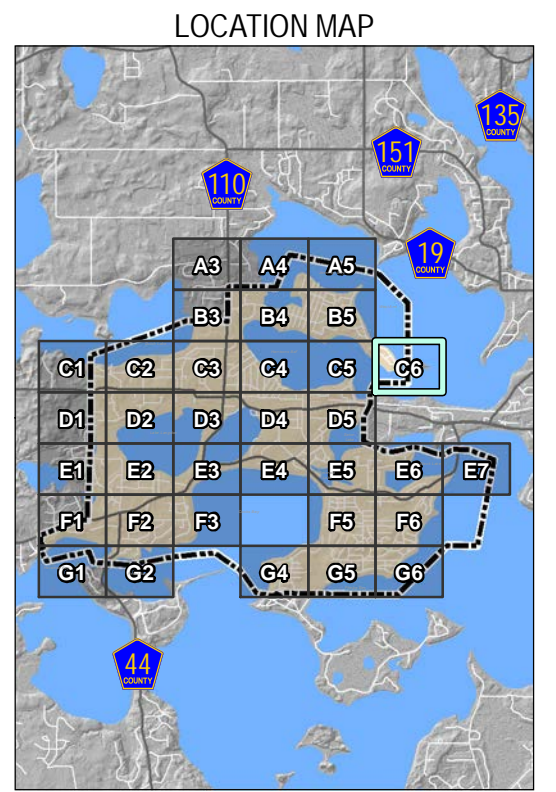 LOCATION MAP
135
COUNTY
151
COUNTY
110
COUNTY
19
COUNTY
A3 A4 A5
B3 B4 B5
C1 C2 C3 C4 C5 C6
D1 D2 D3 D4 D5
E1 E2 E3 E4 E5 E6 E7
F1 F2 F3 F5 F6
G1 G2 G4 G5 G6
44
COUNTY